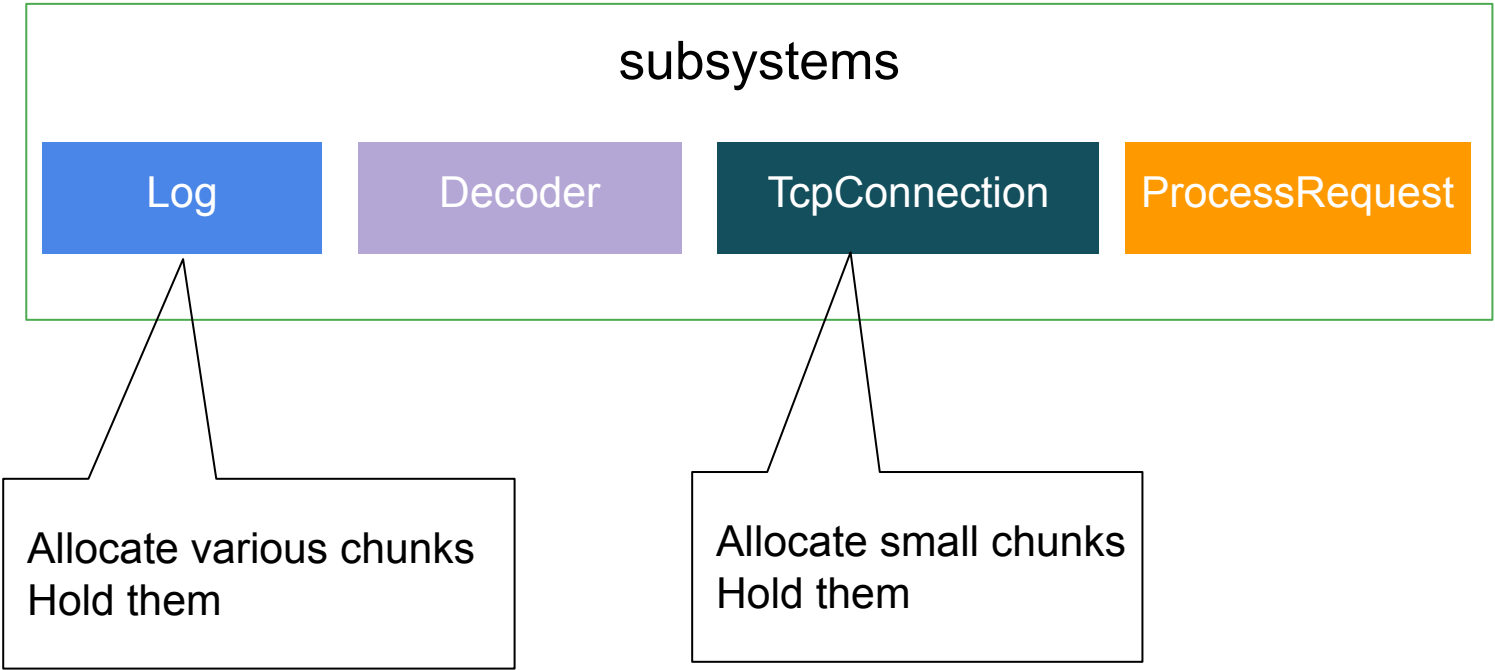 subsystems
Log
Decoder
TcpConnection
ProcessRequest
Allocate various chunks
Hold them
Allocate small chunks
Hold them